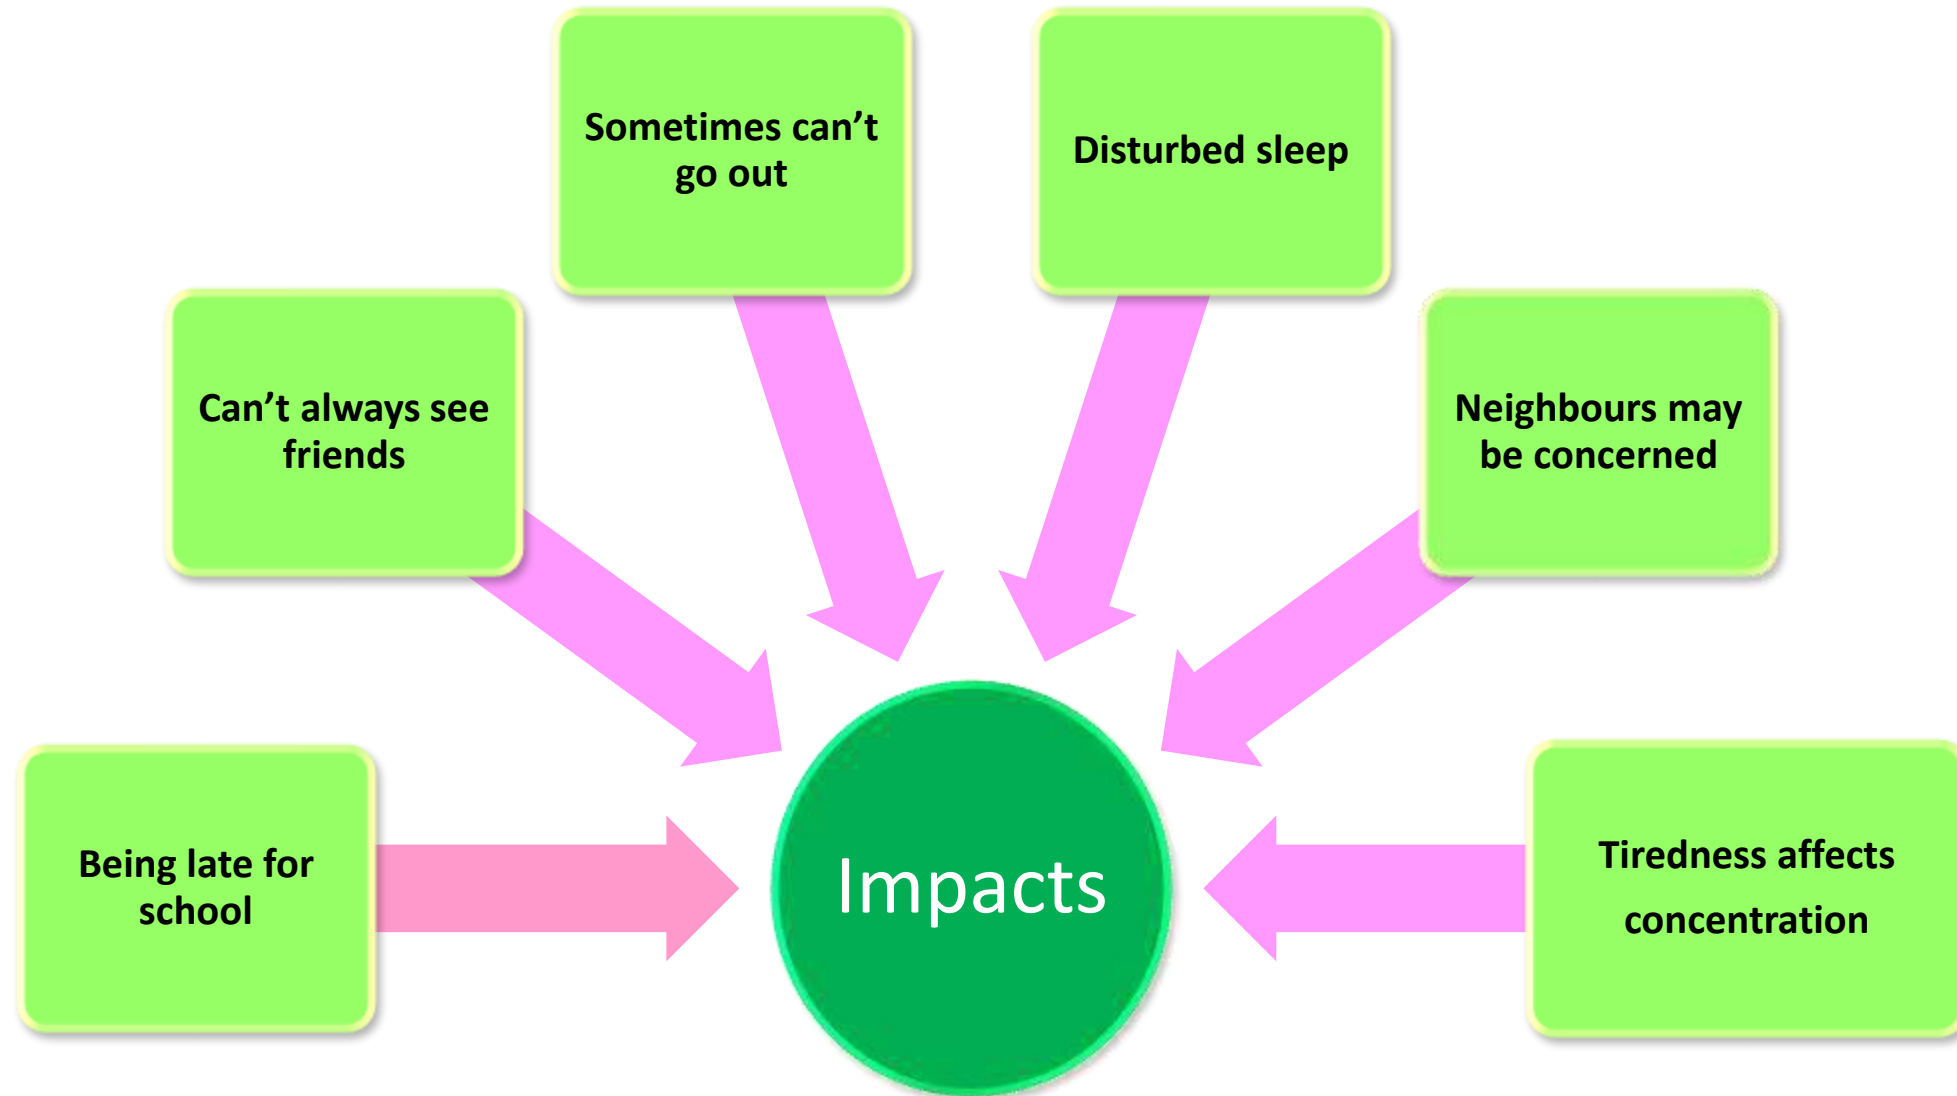 Sometimes can’t
go out
Disturbed sleep
Can’t always see
friends
Neighbours may
be concerned
Being late for
school
Impacts
Tiredness affects
concentration